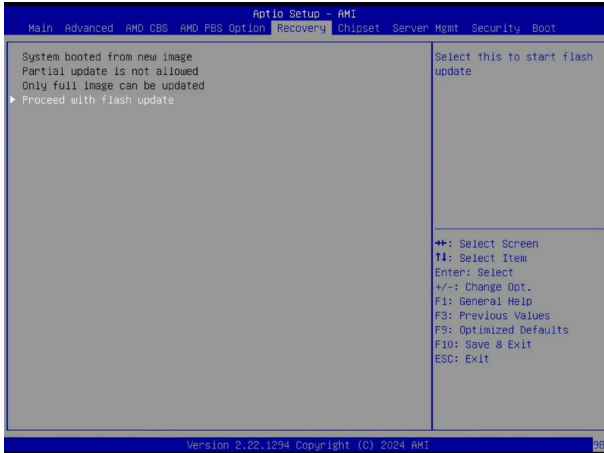 Aptio Setup - AMI
Main Advanced AMD CBS AMD PBS Option Recovery Chipset Server Mgmt Security Boot
System booted from new image
Partial update is not allowed
Only full image can be updated
▶ Proceed with flash update
Select this to start flash
update
→←: Select Screen
↑↓: Select Item
Enter: Select
+/-: Change Opt.
F1: General Help
F3: Previous Values
F9: Optimized Defaults
F10: Save & Exit
ESC: Exit
Version 2.22.1294 Copyright (C) 2024 AMI
98